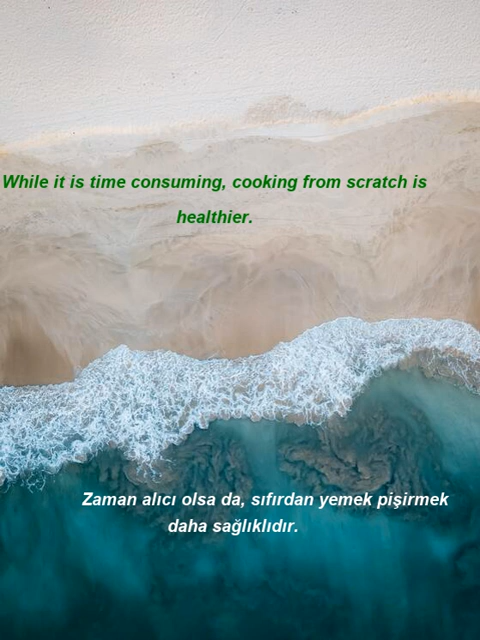 While it is time consuming, cooking from scratch is
healthier.
Zaman alıcı olsa da, sıfırdan yemek pişirmek
daha sağlıklıdır.